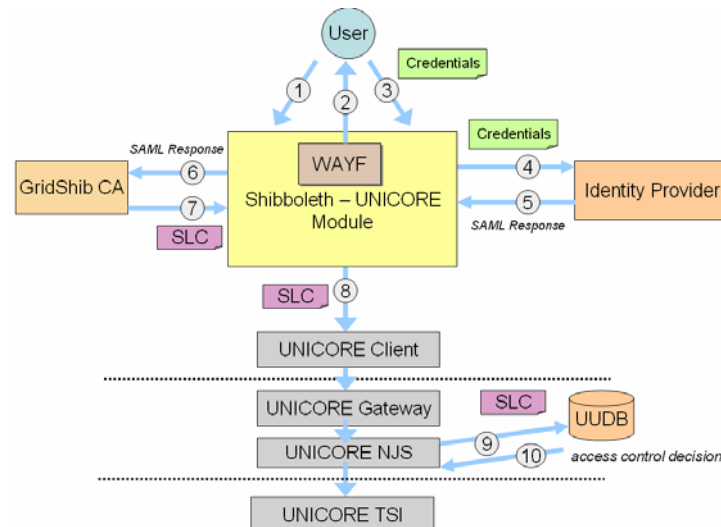 User
Credentials
1
2
3
Credentials
SAML Response
WAYF
6
4
GridShib CA
Shibboleth – UNICORE
Module
Identity Provider
7
5
SLC
SAML Response
SLC
8
UNICORE Client
UNICORE Gateway
SLC
UUDB
UNICORE NJS
9
10
access control decision
UNICORE TSI